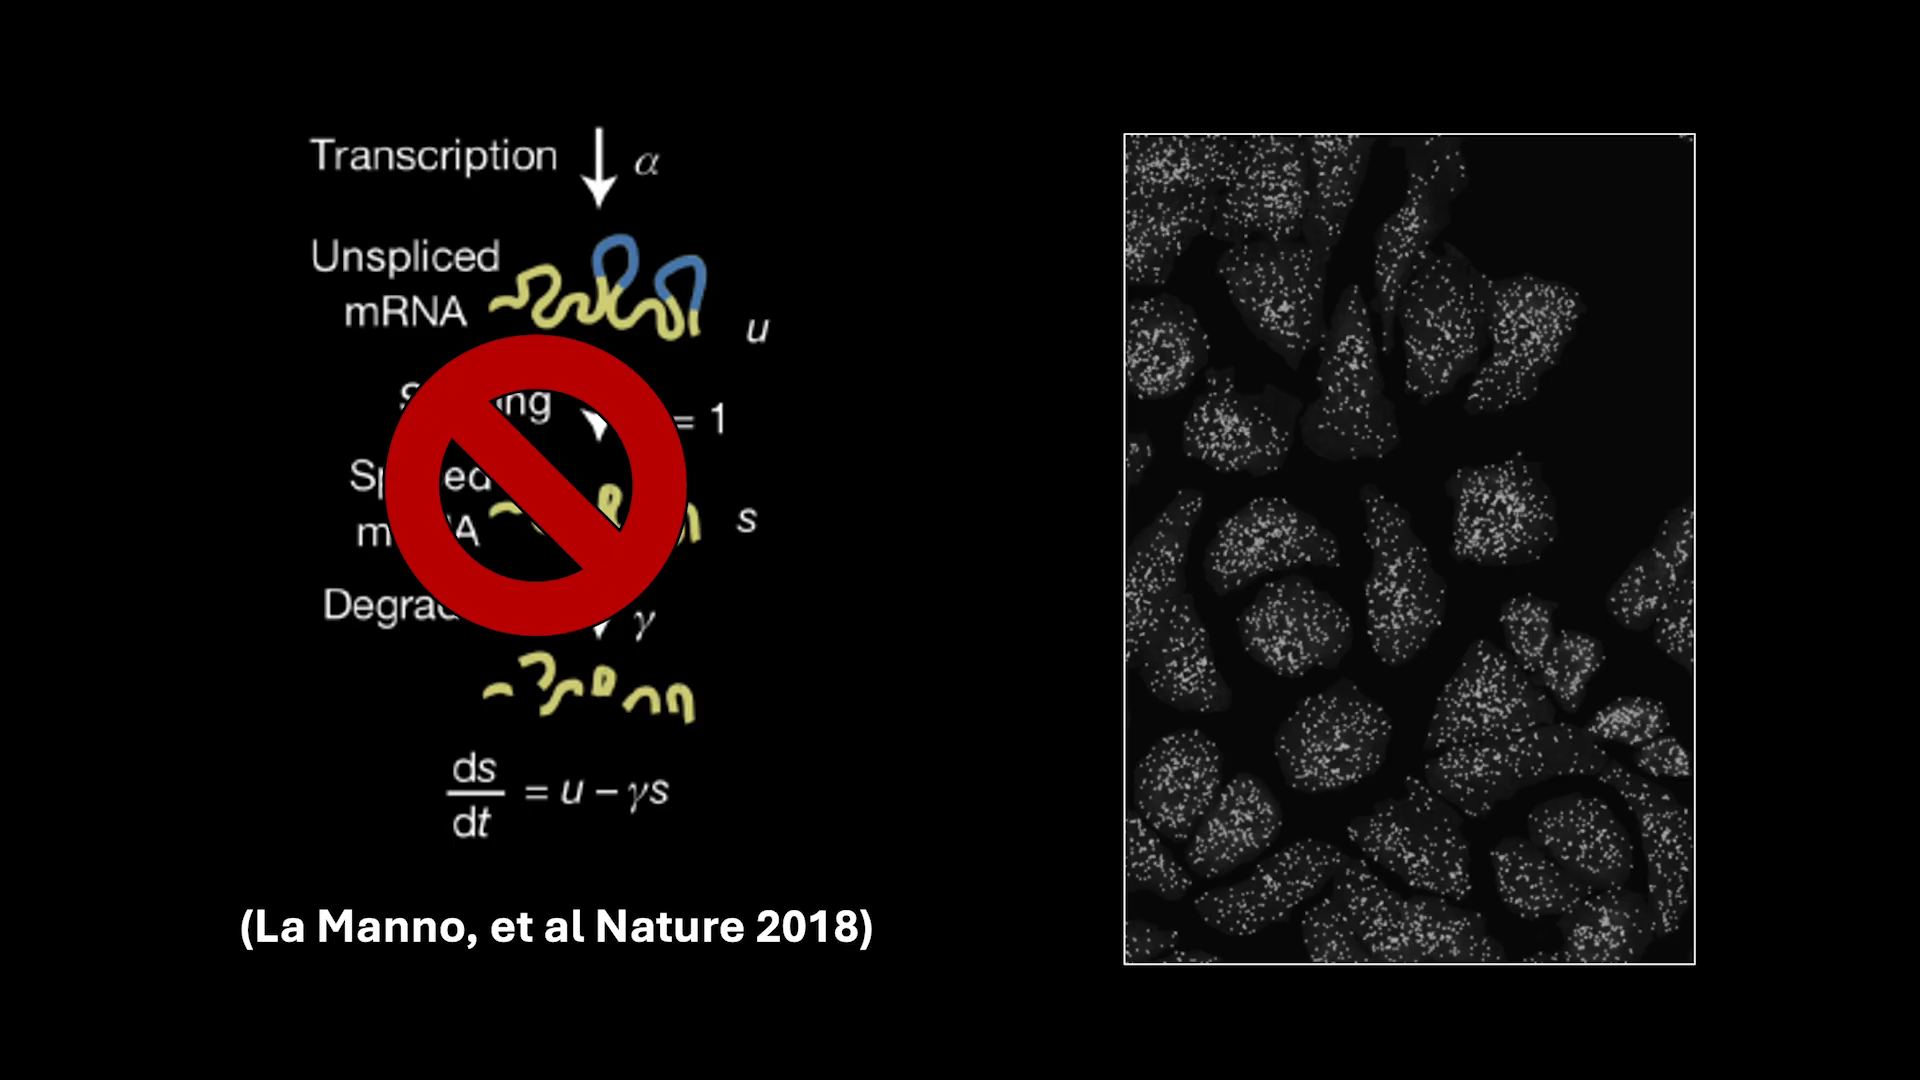 Transcription α
Unspliced
mRNA
u
= 1
s
γ
ds
dt
= u − γs
(La Manno, et al Nature 2018)